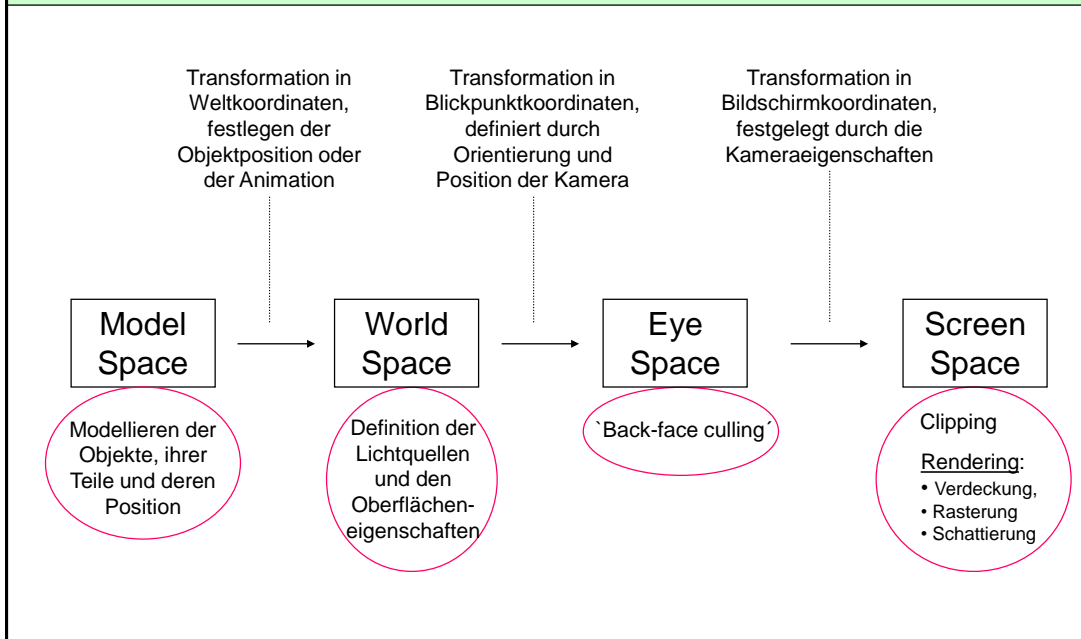 Transformation in
Weltkoordinaten,
festlegen der
Objektposition oder
der Animation
Transformation in
Blickpunktkoordinaten,
definiert durch
Orientierung und
Position der Kamera
Transformation in
Bildschirmkoordinaten,
festgelegt durch die
Kameraeigenschaften
Model
Space
World
Space
Eye
Space
Screen
Space
Modellieren der
Objekte, ihrer
Teile und deren
Position
Definition der
Lichtquellen
und den
Oberflächen-
eigenschaften
`Back-face culling´
Clipping
Rendering:
• Verdeckung,
• Rasterung
• Schattierung